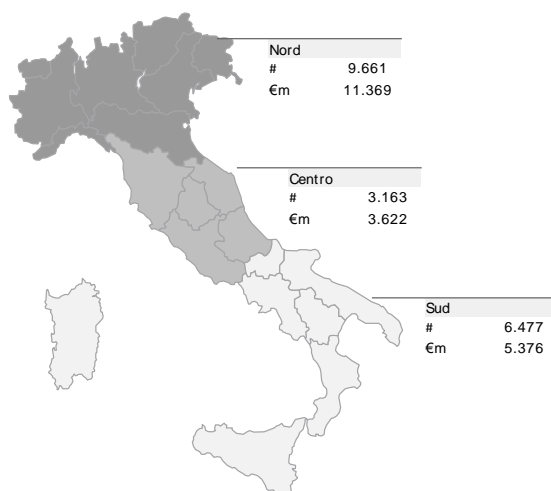 Nord
# 9.661
€m 11.369
Centro
# 3.163
€m 3.622
Sud
# 6.477
€m 5.376